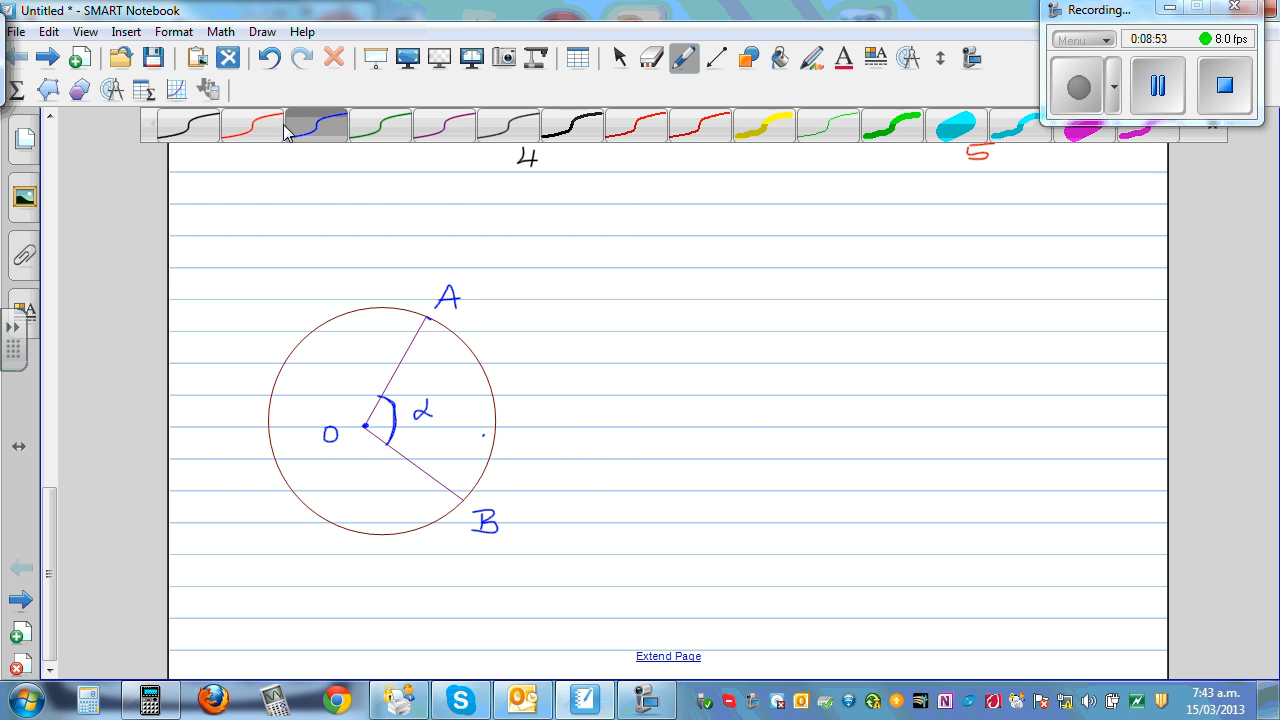 Untitled * - SMART Notebook
Recording...
File Edit View Insert Format Math Draw Help
Menu 0:08:53 8.0 fps
4
5
A
O α
B
Extend Page
7:43 a.m.
15/03/2013